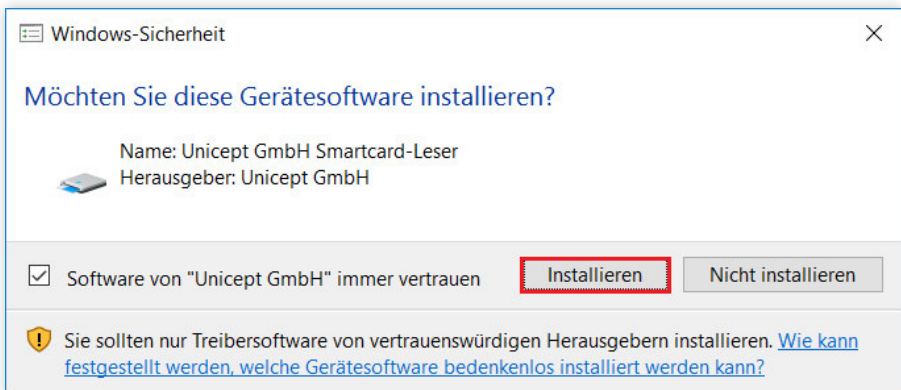 Windows-Sicherheit
Möchten Sie diese Gerätesoftware installieren?
Name: Unicept GmbH Smartcard-Leser
Herausgeber: Unicept GmbH
Software von "Unicept GmbH" immer vertrauen
Installieren
Nicht installieren
Sie sollten nur Treibersoftware von vertrauenswürdigen Herausgebern installieren. Wie kann
festgestellt werden, welche Gerätesoftware bedenkenlos installiert werden kann?